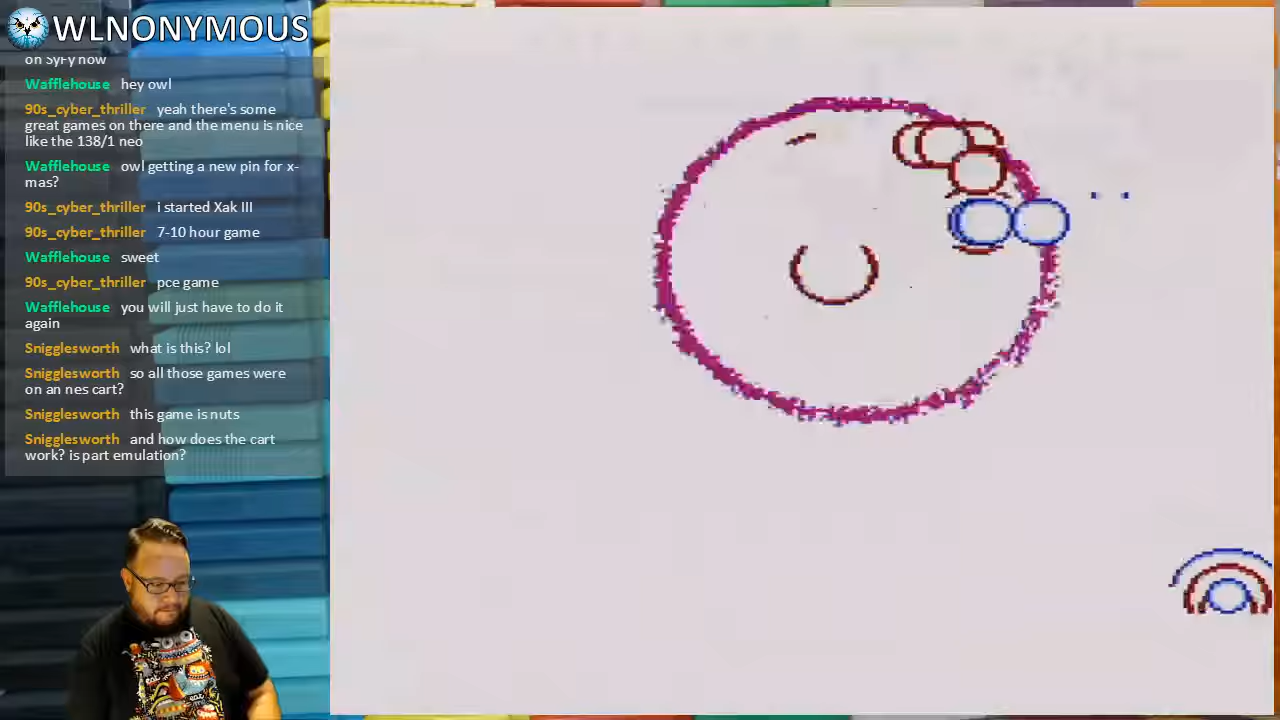 WLNONYMOUS
on SyFy now
Wafflehouse hey owl
90s_cyber_thriller yeah there's some
great games on there and the menu is nice
like the 138/1 neo
Wafflehouse owl getting a new pin for x-
mas?
90s_cyber_thriller i started Xak III
90s_cyber_thriller 7-10 hour game
Wafflehouse sweet
90s_cyber_thriller pce game
Wafflehouse you will just have to do it
again
Snigglesworth what is this? lol
Snigglesworth so all those games were
on an nes cart?
Snigglesworth this game is nuts
Snigglesworth and how does the cart
work? is part emulation?